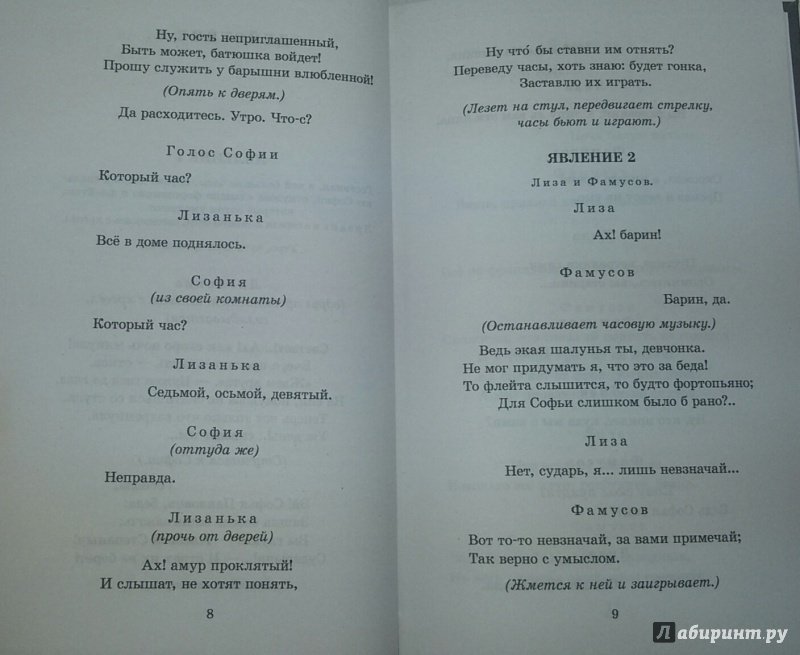 Ну, гость неприглашенный,
Быть может, батюшка войдет!
Прошу служить у барышни влюбленной!
(Опять к дверям.)
Да расходитесь. Утро. Что-с?
Голос Софии
Который час?
Лизанька
Всё в доме поднялось.
София
(из своей комнаты)
Который час?
Лизанька
Седьмой, осьмой, девятый.
София
(оттуда же)
Неправда.
Лизанька
(прочь от дверей)
Ах! амур проклятый!
И слышат, не хотят понять,
8
Ну что́ бы ставни им отнять?
Переведу часы, хоть знаю: будет гонка,
Заставлю их играть.
(Лезет на стул, передвигает стрелку,
часы бьют и играют.)
ЯВЛЕНИЕ 2
Лиза и Фамусов.
Лиза
Ах! барин!
Фамусов
Барин, да.
(Останавливает часовую музыку.)
Ведь экая шалунья ты, девчонка.
Не мог придумать я, что это за беда!
То флейта слышится, то будто фортопьяно;
Для Софьи слишком было б рано?..
Лиза
Нет, сударь, я... лишь невзначай...
Фамусов
Вот то-то невзначай, за вами примечай;
Так верно с умыслом.
(Жмется к ней и заигрывает.)
9
Лабиринт.ру